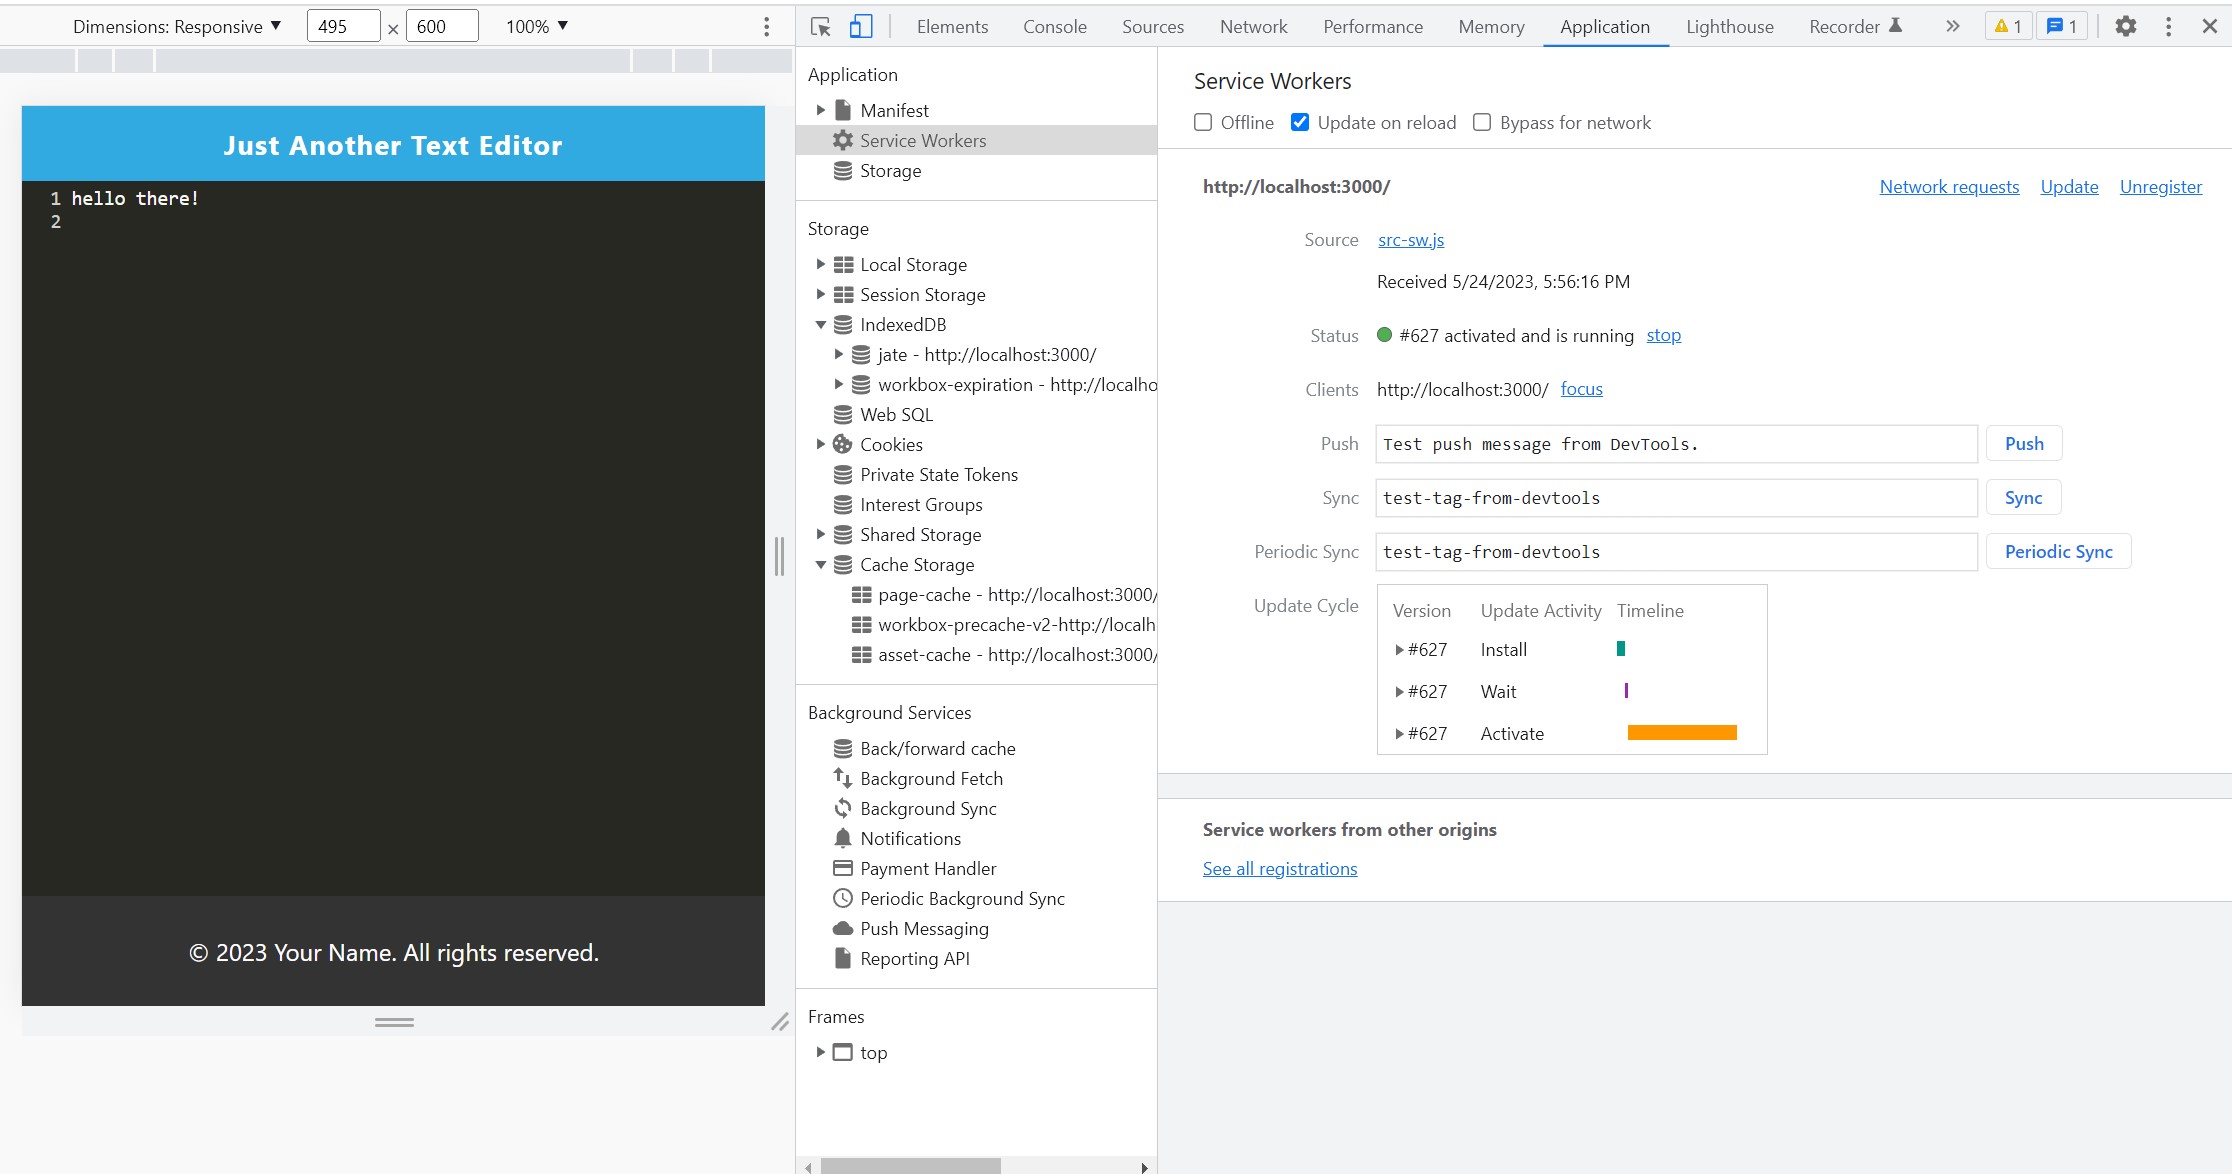 Dimensions: Responsive ▼ 495 × 600 100% ▼
Elements Console Sources Network Performance Memory Application Lighthouse Recorder » 1 1
Just Another Text Editor
1 hello there!
2
© 2023 Your Name. All rights reserved.
Application
Manifest
Service Workers
Storage
Storage
Local Storage
Session Storage
IndexedDB
jate - http://localhost:3000/
workbox-expiration - http://localho
Web SQL
Cookies
Private State Tokens
Interest Groups
Shared Storage
Cache Storage
page-cache - http://localhost:3000/
workbox-precache-v2-http://localh
asset-cache - http://localhost:3000/
Background Services
Back/forward cache
Background Fetch
Background Sync
Notifications
Payment Handler
Periodic Background Sync
Push Messaging
Reporting API
Frames
top
Service Workers
Offline Update on reload Bypass for network
http://localhost:3000/ Network requests Update Unregister
Source src-sw.js
Received 5/24/2023, 5:56:16 PM
Status #627 activated and is running stop
Clients http://localhost:3000/ focus
Push Test push message from DevTools. Push
Sync test-tag-from-devtools Sync
Periodic Sync test-tag-from-devtools Periodic Sync
Update Cycle Version Update Activity Timeline
#627 Install
#627 Wait
#627 Activate
Service workers from other origins
See all registrations